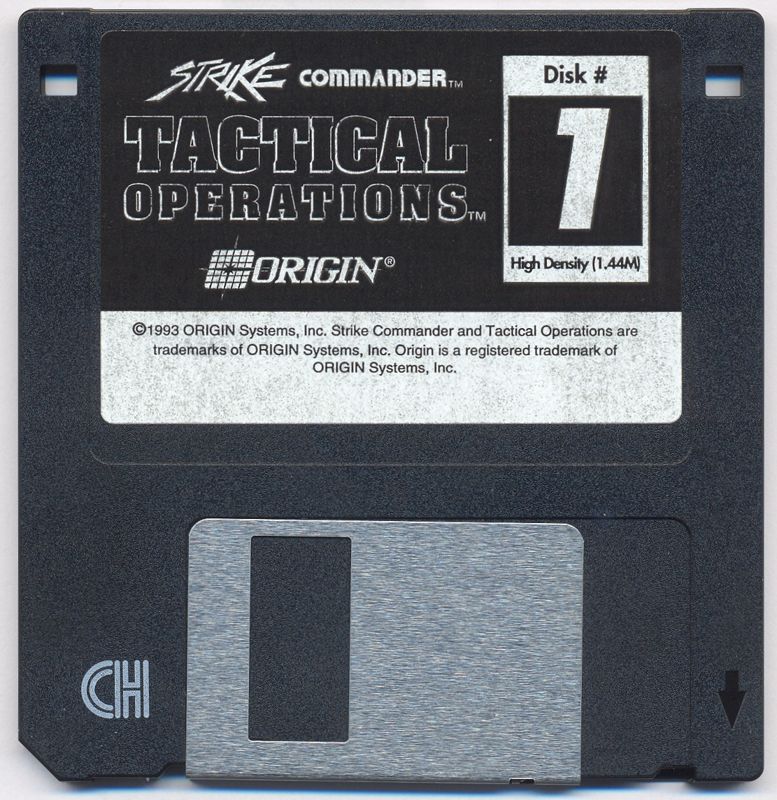 STRIKE COMMANDER™
TACTICAL
OPERATIONS™
ORIGIN®
Disk #
1
High Density (1.44M)
©1993 ORIGIN Systems, Inc. Strike Commander and Tactical Operations are
trademarks of ORIGIN Systems, Inc. Origin is a registered trademark of
ORIGIN Systems, Inc.
CH